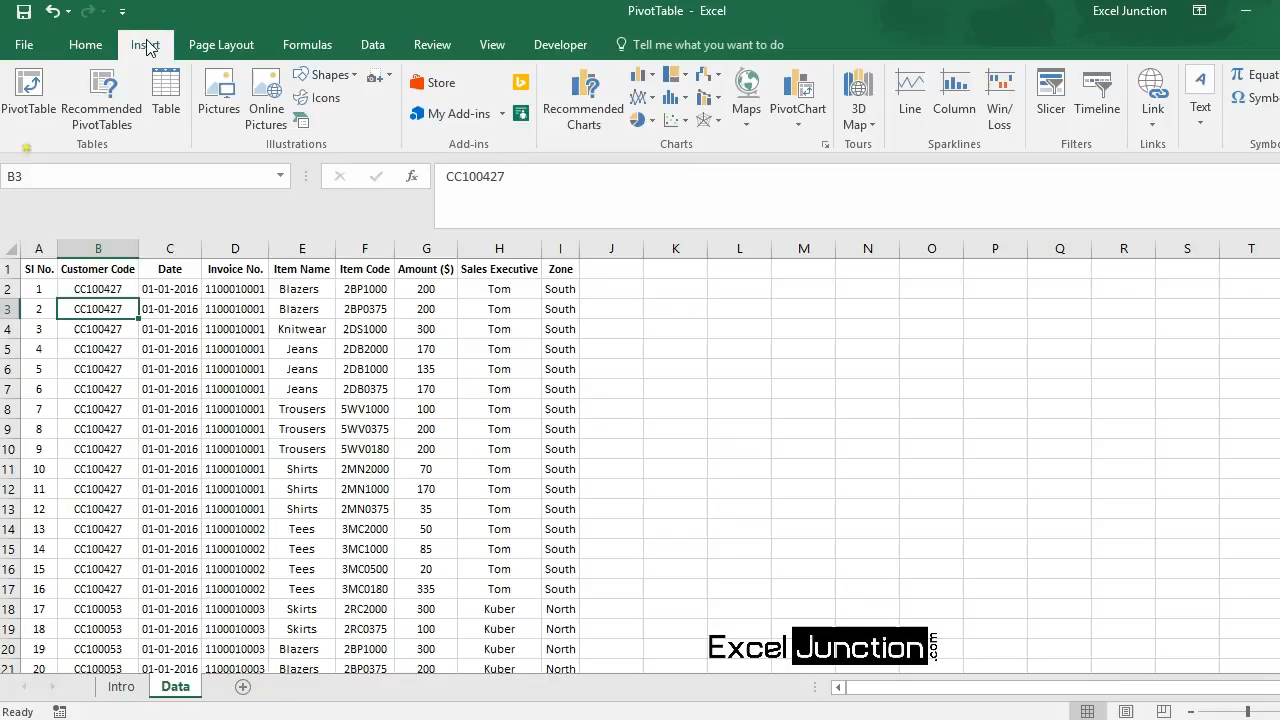 PivotTable - Excel
Excel Junction
File Home Insert Page Layout Formulas Data Review View Developer Tell me what you want to do
PivotTable
Recommended PivotTables
Table
Tables
Pictures
Online Pictures
Shapes
Icons
Illustrations
Store
My Add-ins
Add-ins
Recommended Charts
Maps
PivotChart
Charts
3D Map
Tours
Line
Column
Win/Loss
Sparklines
Slicer
Timeline
Filters
Link
Links
Text
B3 fx CC100427
A B C D E F G H I J K L M N O P Q R S T
1 SI No. Customer Code Date Invoice No. Item Name Item Code Amount ($) Sales Executive Zone
2 1 CC100427 01-01-2016 1100010001 Blazers 2BP1000 200 Tom South
3 2 CC100427 01-01-2016 1100010001 Blazers 2BP0375 200 Tom South
4 3 CC100427 01-01-2016 1100010001 Knitwear 2DS1000 300 Tom South
5 4 CC100427 01-01-2016 1100010001 Jeans 2DB2000 170 Tom South
6 5 CC100427 01-01-2016 1100010001 Jeans 2DB1000 135 Tom South
7 6 CC100427 01-01-2016 1100010001 Jeans 2DB0375 170 Tom South
8 7 CC100427 01-01-2016 1100010001 Trousers 5WV1000 100 Tom South
9 8 CC100427 01-01-2016 1100010001 Trousers 5WV0375 200 Tom South
10 9 CC100427 01-01-2016 1100010001 Trousers 5WV0180 200 Tom South
11 10 CC100427 01-01-2016 1100010001 Shirts 2MN2000 70 Tom South
12 11 CC100427 01-01-2016 1100010001 Shirts 2MN1000 170 Tom South
13 12 CC100427 01-01-2016 1100010001 Shirts 2MN0375 35 Tom South
14 13 CC100427 01-01-2016 1100010002 Tees 3MC2000 50 Tom South
15 14 CC100427 01-01-2016 1100010002 Tees 3MC1000 85 Tom South
16 15 CC100427 01-01-2016 1100010002 Tees 3MC0500 20 Tom South
17 16 CC100427 01-01-2016 1100010002 Tees 3MC0180 335 Tom South
18 17 CC100053 01-01-2016 1100010003 Skirts 2RC2000 300 Kuber North
19 18 CC100053 01-01-2016 1100010003 Skirts 2RC0375 100 Kuber North
20 19 CC100053 01-01-2016 1100010003 Blazers 2BP1000 300 Kuber North
21 20 CC100053 01-01-2016 1100010003 Blazers 2BP0375 200 Kuber North
Excel Junction .com
Intro Data
Ready